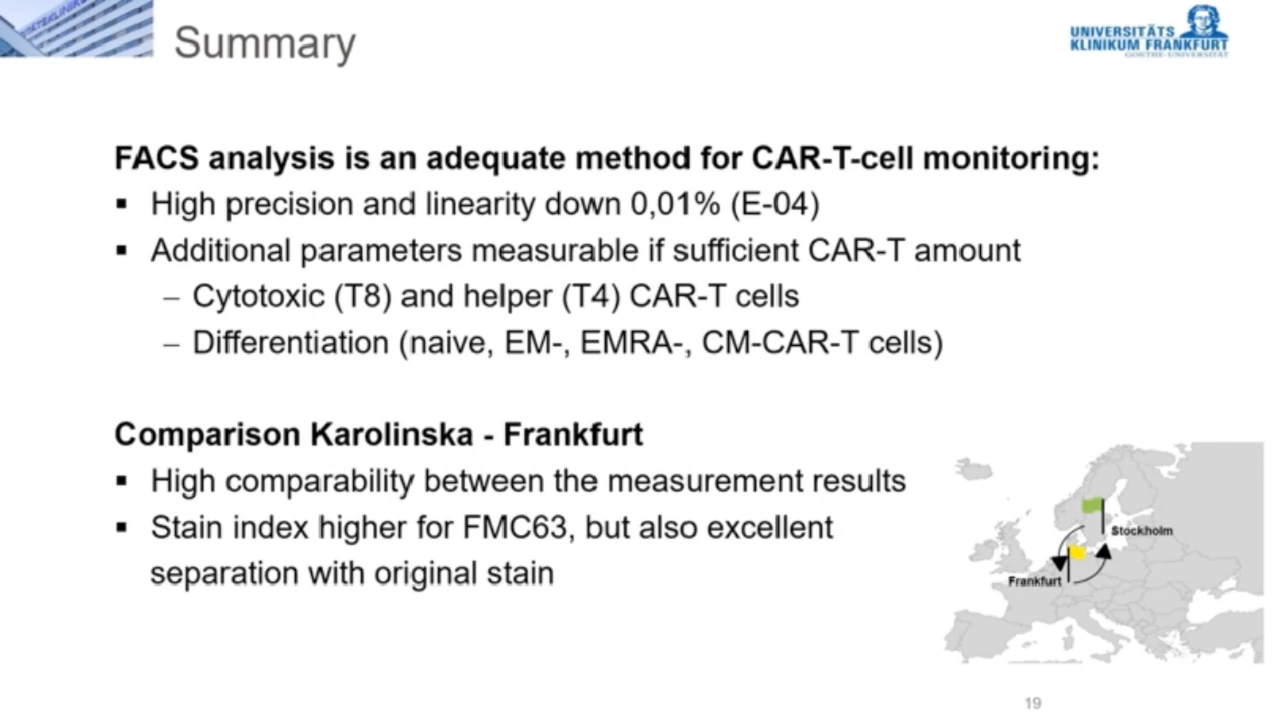 Summary
UNIVERSITÄTS
KLINIKUM FRANKFURT
GOETHE-UNIVERSITÄT
FACS analysis is an adequate method for CAR-T-cell monitoring:
▪ High precision and linearity down 0,01% (E-04)
▪ Additional parameters measurable if sufficient CAR-T amount
– Cytotoxic (T8) and helper (T4) CAR-T cells
– Differentiation (naive, EM-, EMRA-, CM-CAR-T cells)
Comparison Karolinska - Frankfurt
▪ High comparability between the measurement results
▪ Stain index higher for FMC63, but also excellent
separation with original stain
Stockholm
Frankfurt
19